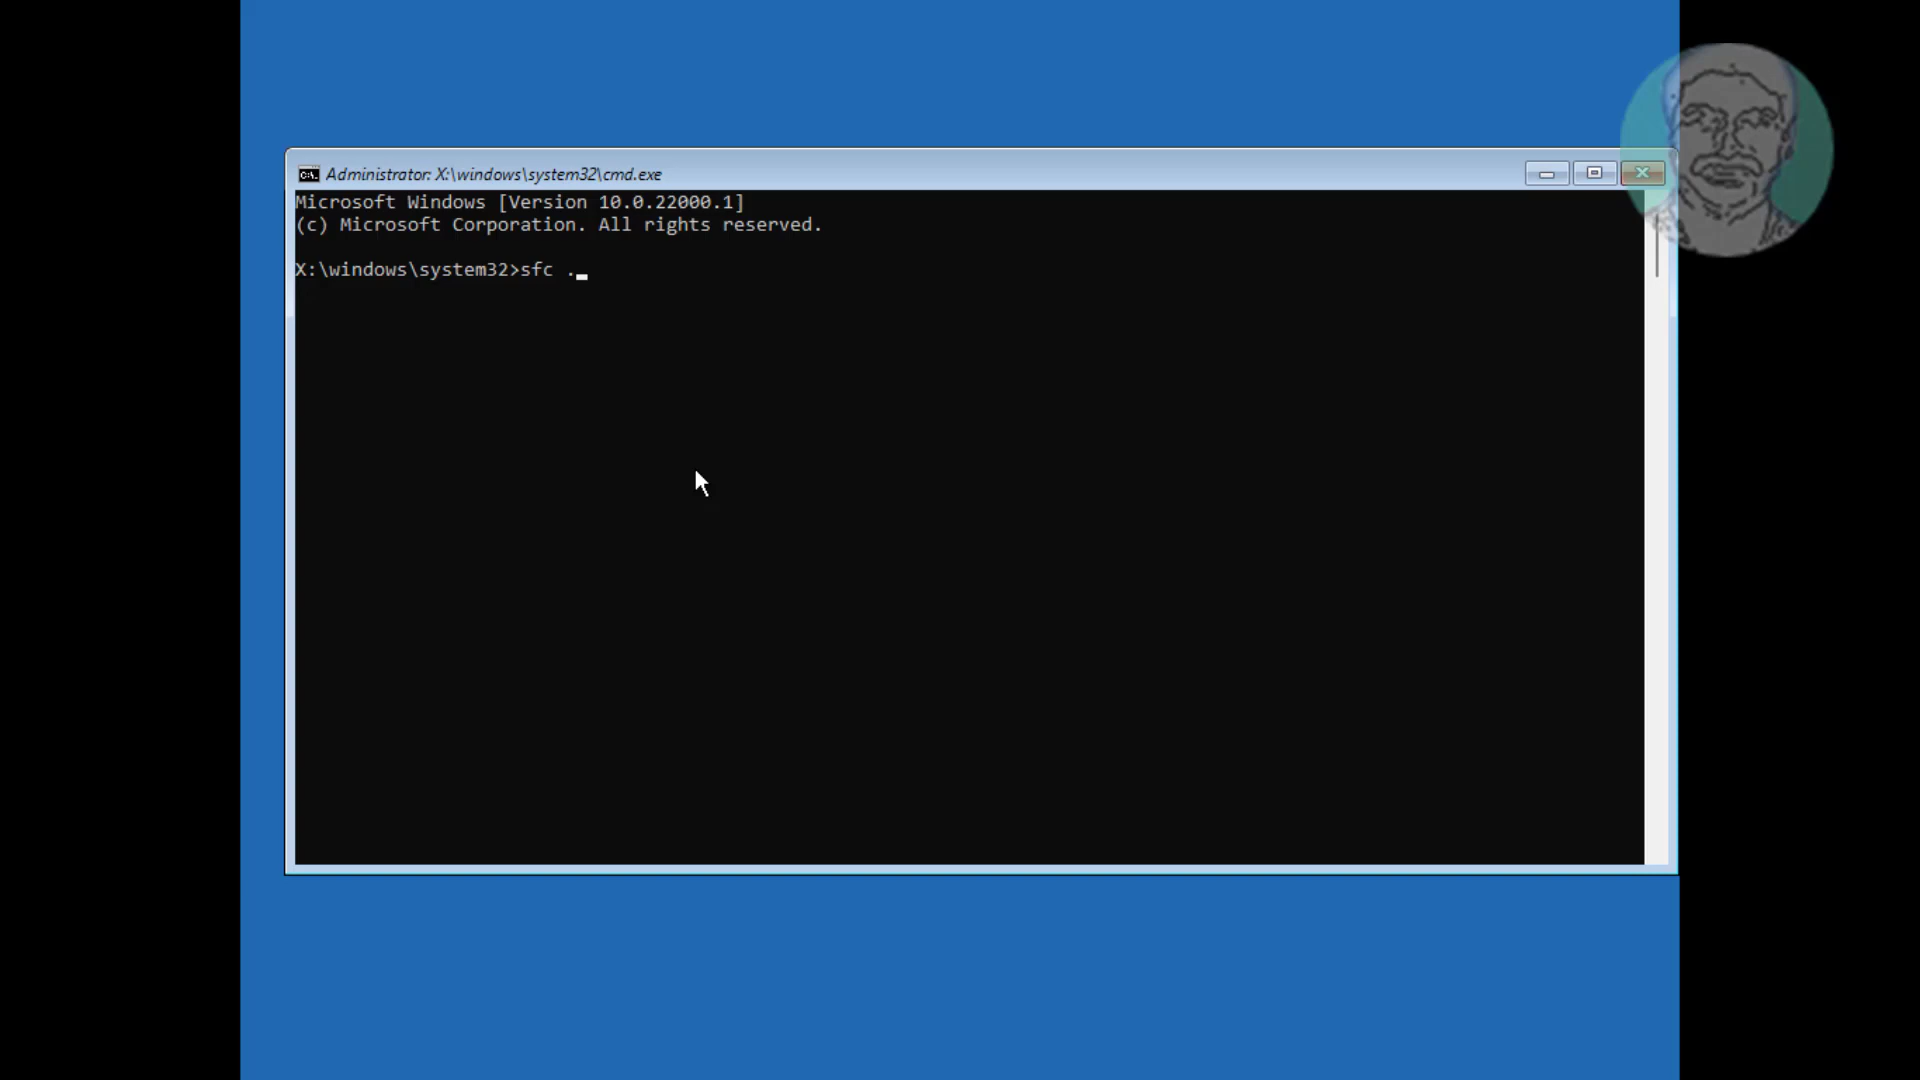 Administrator: X:\windows\system32\cmd.exe
Microsoft Windows [Version 10.0.22000.1]
(c) Microsoft Corporation. All rights reserved.
X:\windows\system32>sfc ._